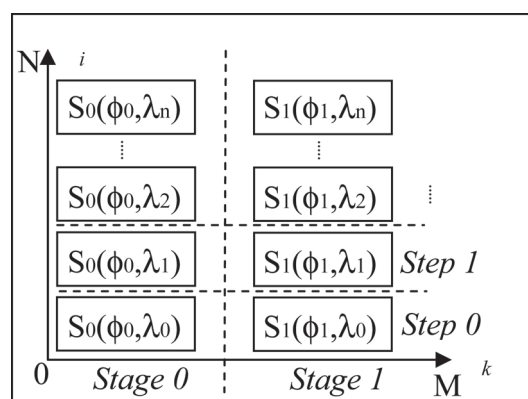 N i
S₀(ϕ₀,λₙ) S₁(ϕ₁,λₙ)
S₀(ϕ₀,λ₂) S₁(ϕ₁,λ₂)
S₀(ϕ₀,λ₁) S₁(ϕ₁,λ₁) Step 1
S₀(ϕ₀,λ₀) S₁(ϕ₁,λ₀) Step 0
0 Stage 0 Stage 1 M k